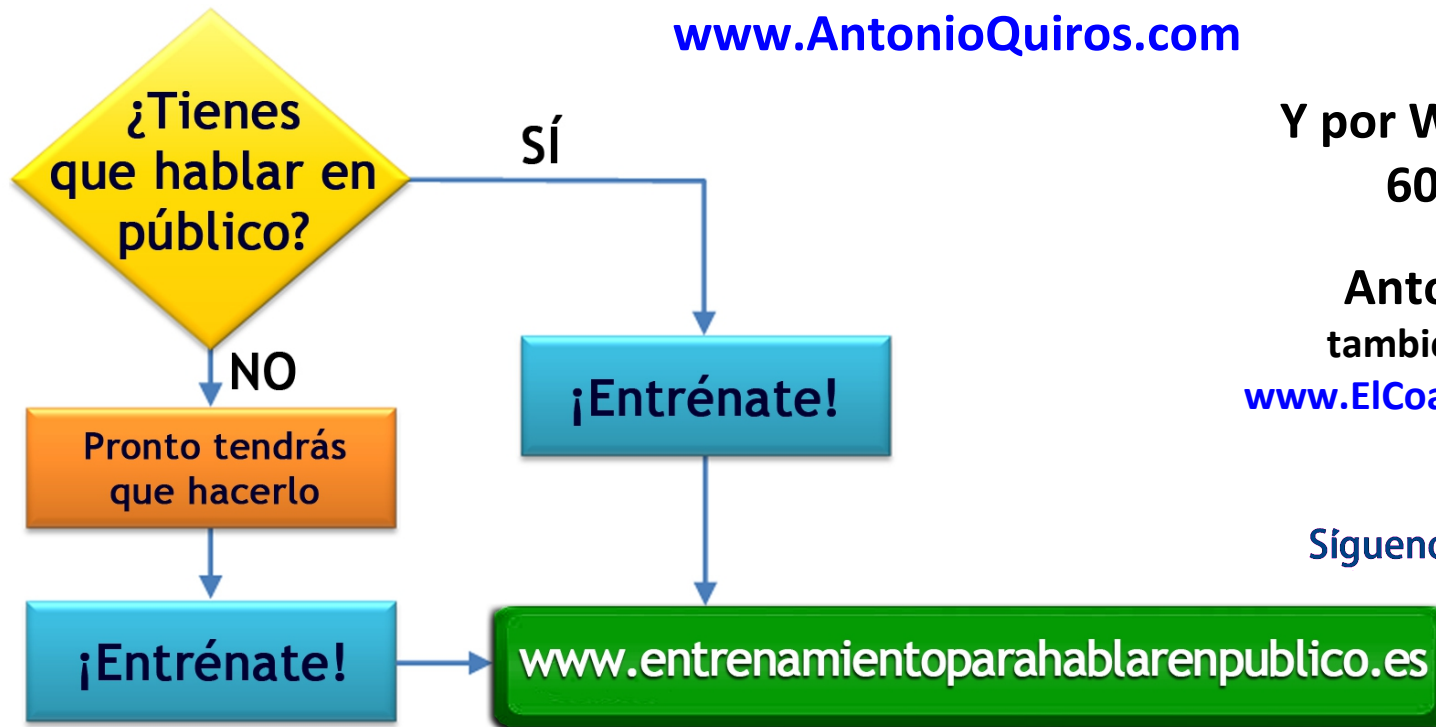 www.AntonioQuiros.com
¿Tienes
que hablar en
público?
SÍ
NO
Pronto tendrás
que hacerlo
¡Entrénate!
¡Entrénate!
www.entrenamientoparahablarenpublico.es
Y por